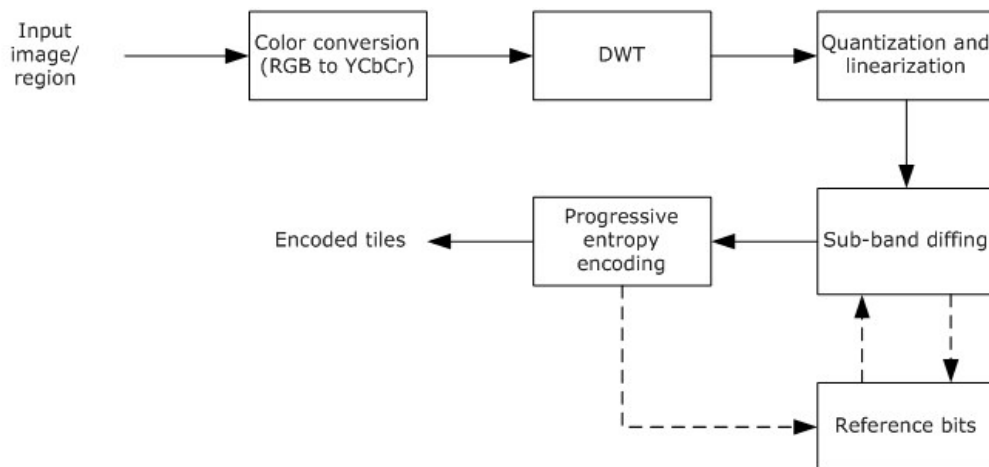 Input
image/
region
Color conversion
(RGB to YCbCr)
DWT
Quantization and
linearization
Encoded tiles
Progressive
entropy
encoding
Sub-band diffing
Reference bits